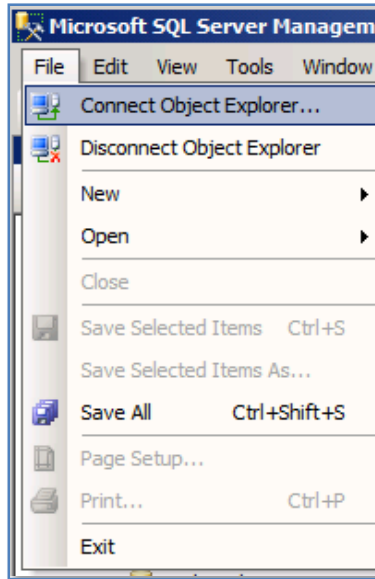 Microsoft SQL Server Managem
File Edit View Tools Window
Connect Object Explorer...
Disconnect Object Explorer
New
Open
Close
Save Selected Items Ctrl+S
Save Selected Items As...
Save All Ctrl+Shift+S
Page Setup...
Print... Ctrl+P
Exit